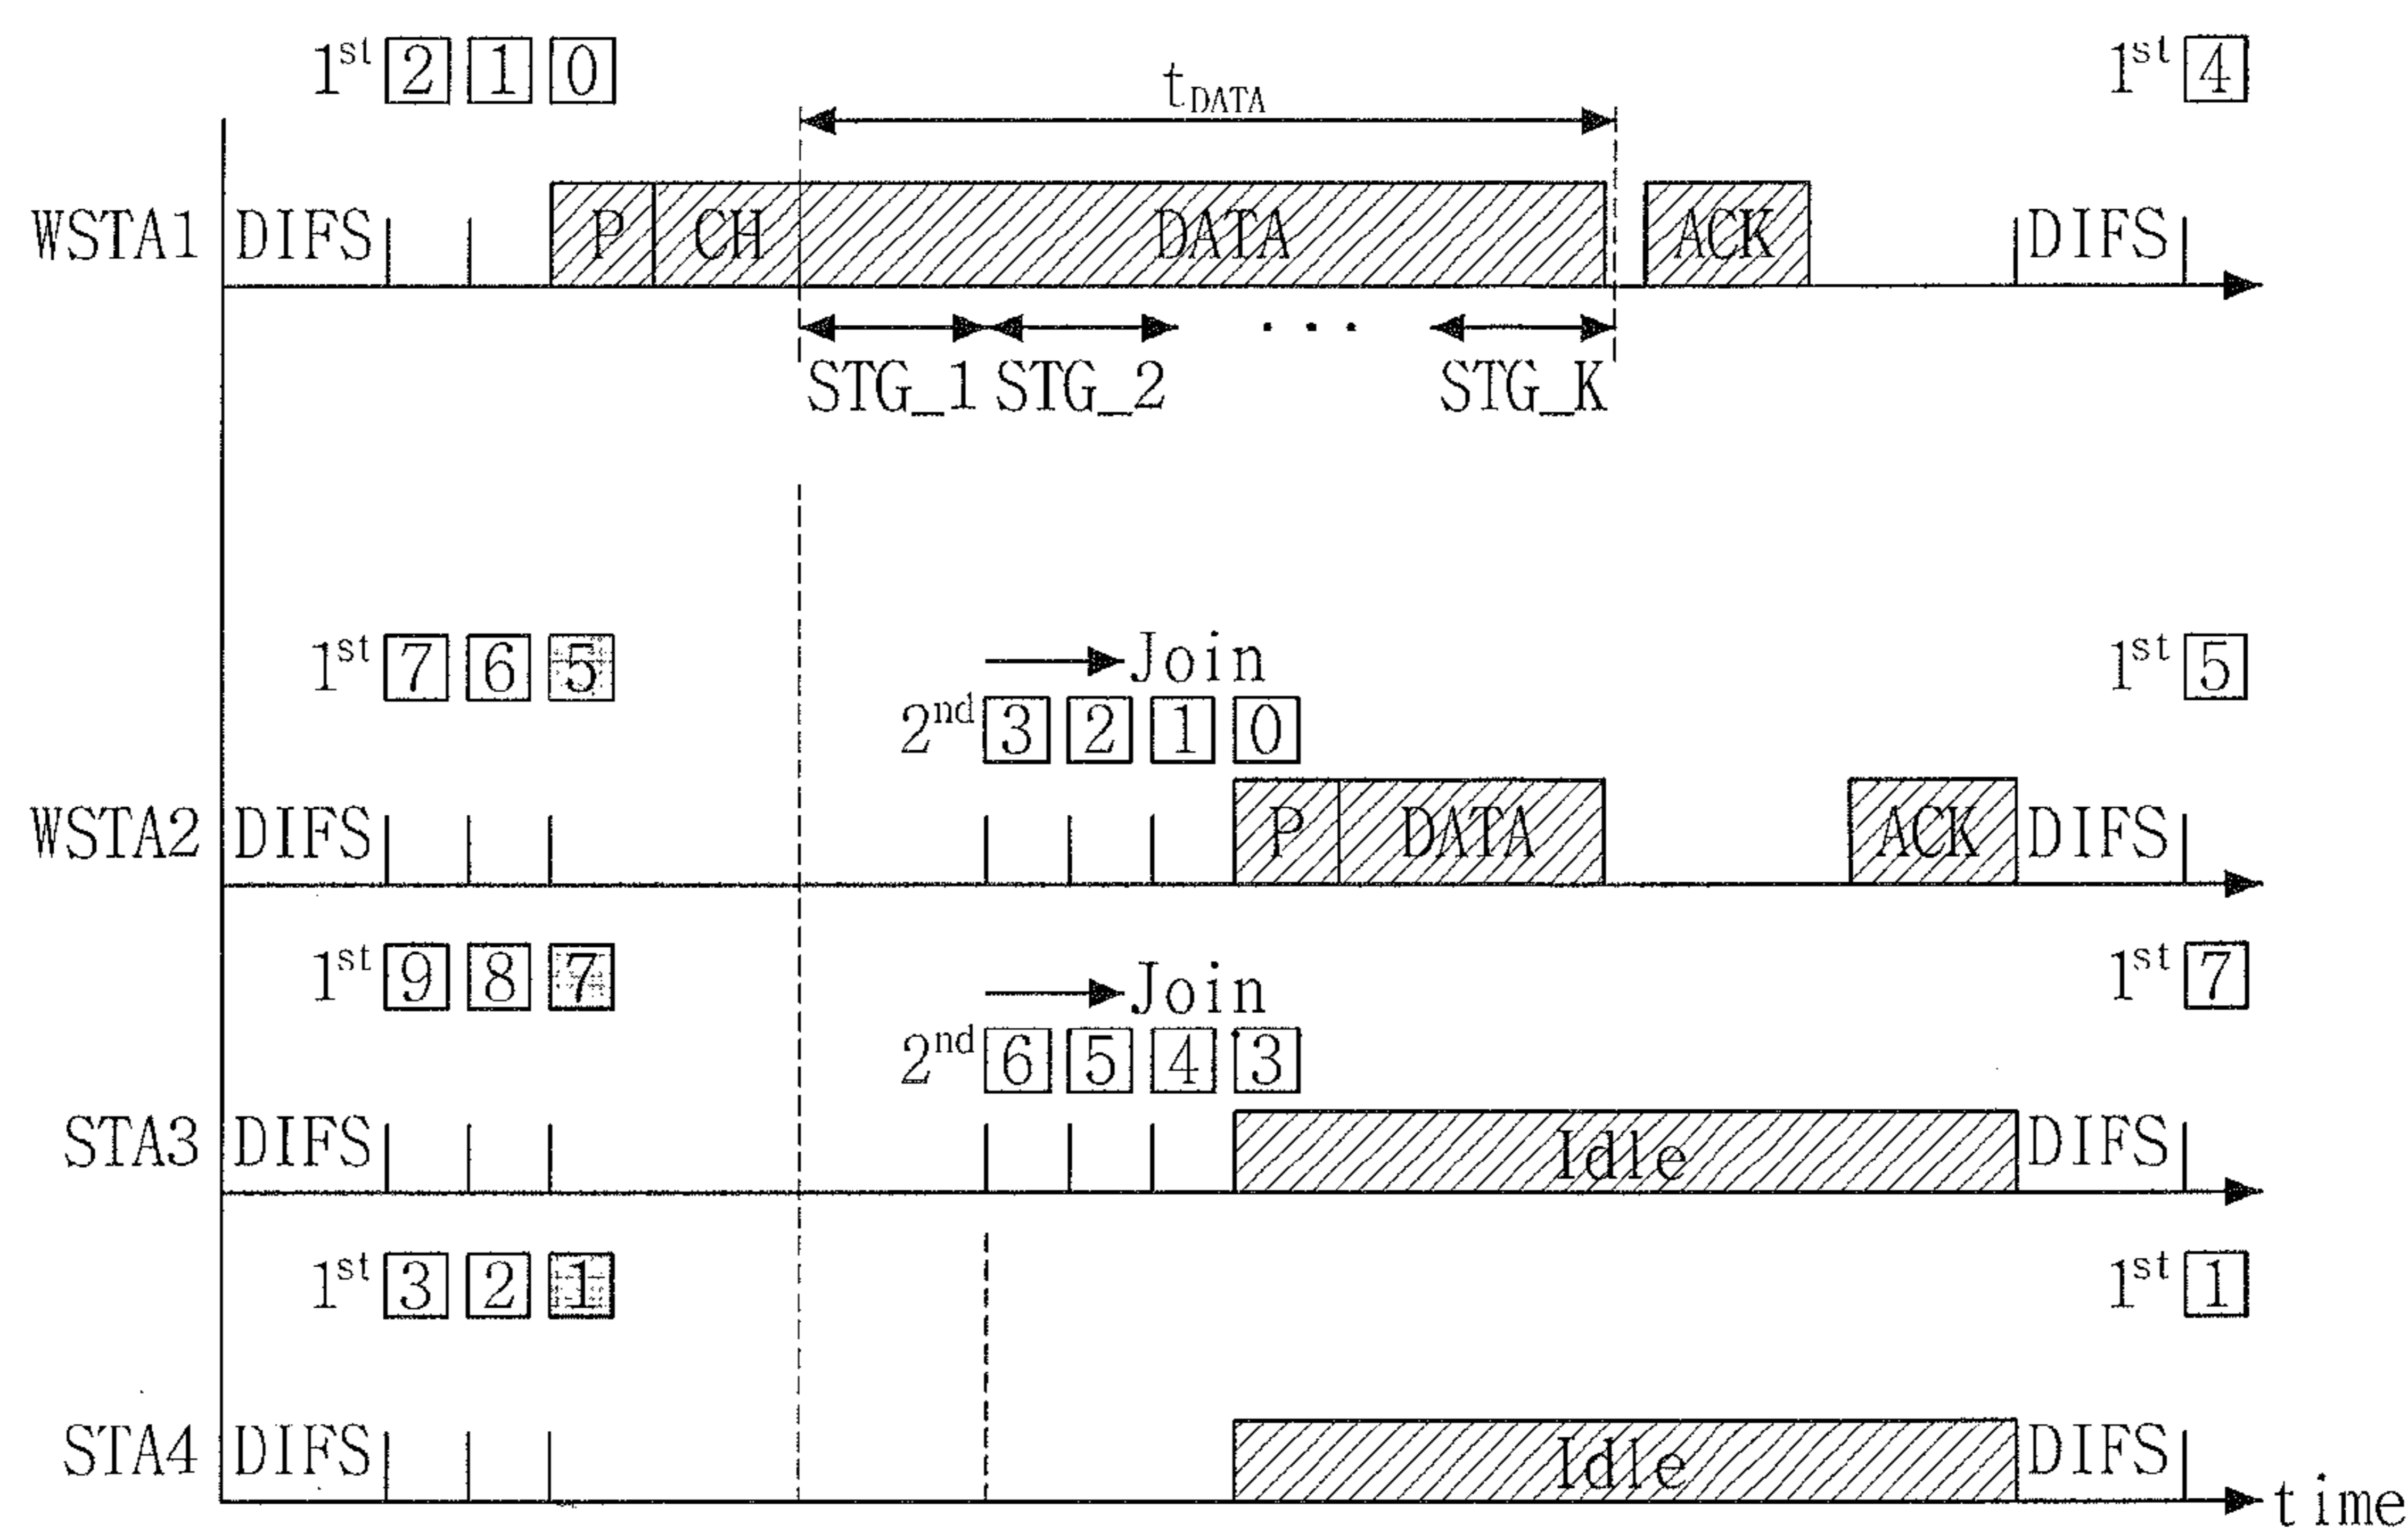 1st 2 1 0
tDATA
1st 4
WSTA1 DIFS P CH DATA ACK DIFS
STG_1 STG_2 ... STG_K
1st 7 6 5
Join
1st 5
2nd 3 2 1 0
WSTA2 DIFS P DATA ACK DIFS
1st 9 8 7
Join
1st 7
2nd 6 5 4 3
STA3 DIFS Idle DIFS
1st 3 2 1
1st 1
STA4 DIFS Idle DIFS
time